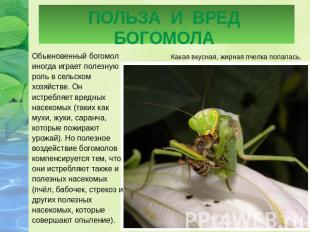 ПОЛЬЗА И ВРЕД
БОГОМОЛА
Обыкновенный богомол
иногда играет полезную
роль в сельском
хозяйстве. Он
истребляет вредных
насекомых (таких как
мухи, жуки, саранча,
которые пожирают
урожай). Но полезное
воздействие богомолов
компенсируется тем, что
они истребляют также и
полезных насекомых
(пчёл, бабочек, стрекоз и
других полезных
насекомых, которые
совершают опыление).
Какая вкусная, жирная пчелка попалась.
pptWORLD.ru